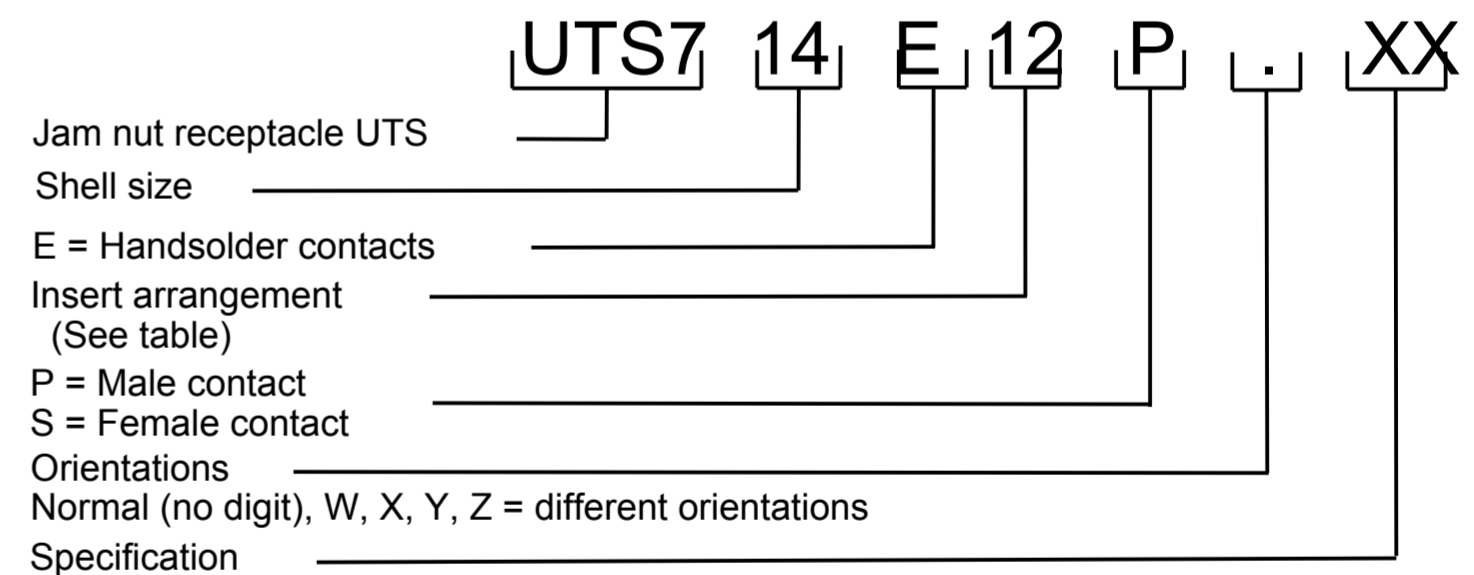 UTS7 14 E 12 P . XX
Jam nut receptacle UTS
Shell size
E = Handsolder contacts
Insert arrangement
(See table)
P = Male contact
S = Female contact
Orientations
Normal (no digit), W, X, Y, Z = different orientations
Specification